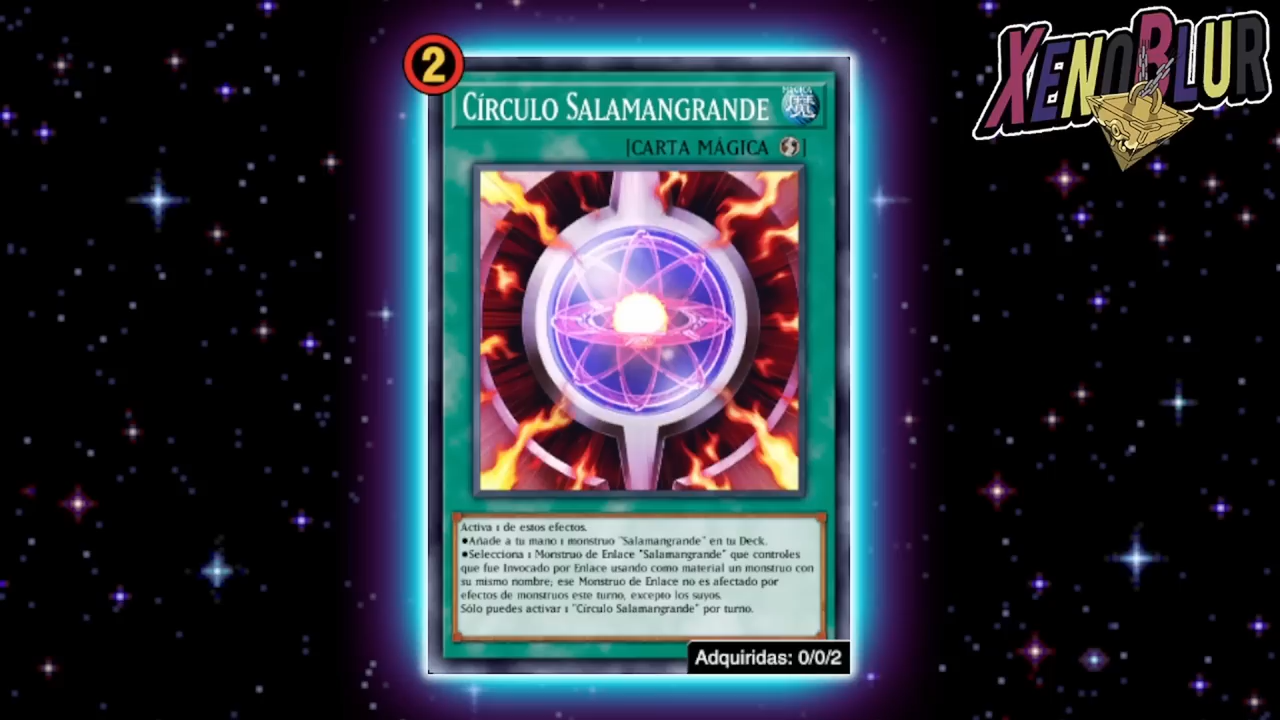 XENOBLUR
2
CÍRCULO SALAMANGRANDE
MÁGICA
魔
[CARTA MÁGICA]
Activa 1 de estos efectos.
●Añade a tu mano 1 monstruo "Salamangrande" en tu Deck.
●Selecciona 1 Monstruo de Enlace "Salamangrande" que controles
que fue Invocado por Enlace usando como material un monstruo con
su mismo nombre; ese Monstruo de Enlace no es afectado por
efectos de monstruos este turno, excepto los suyos.
Sólo puedes activar 1 "Círculo Salamangrande" por turno.
Adquiridas: 0/0/2